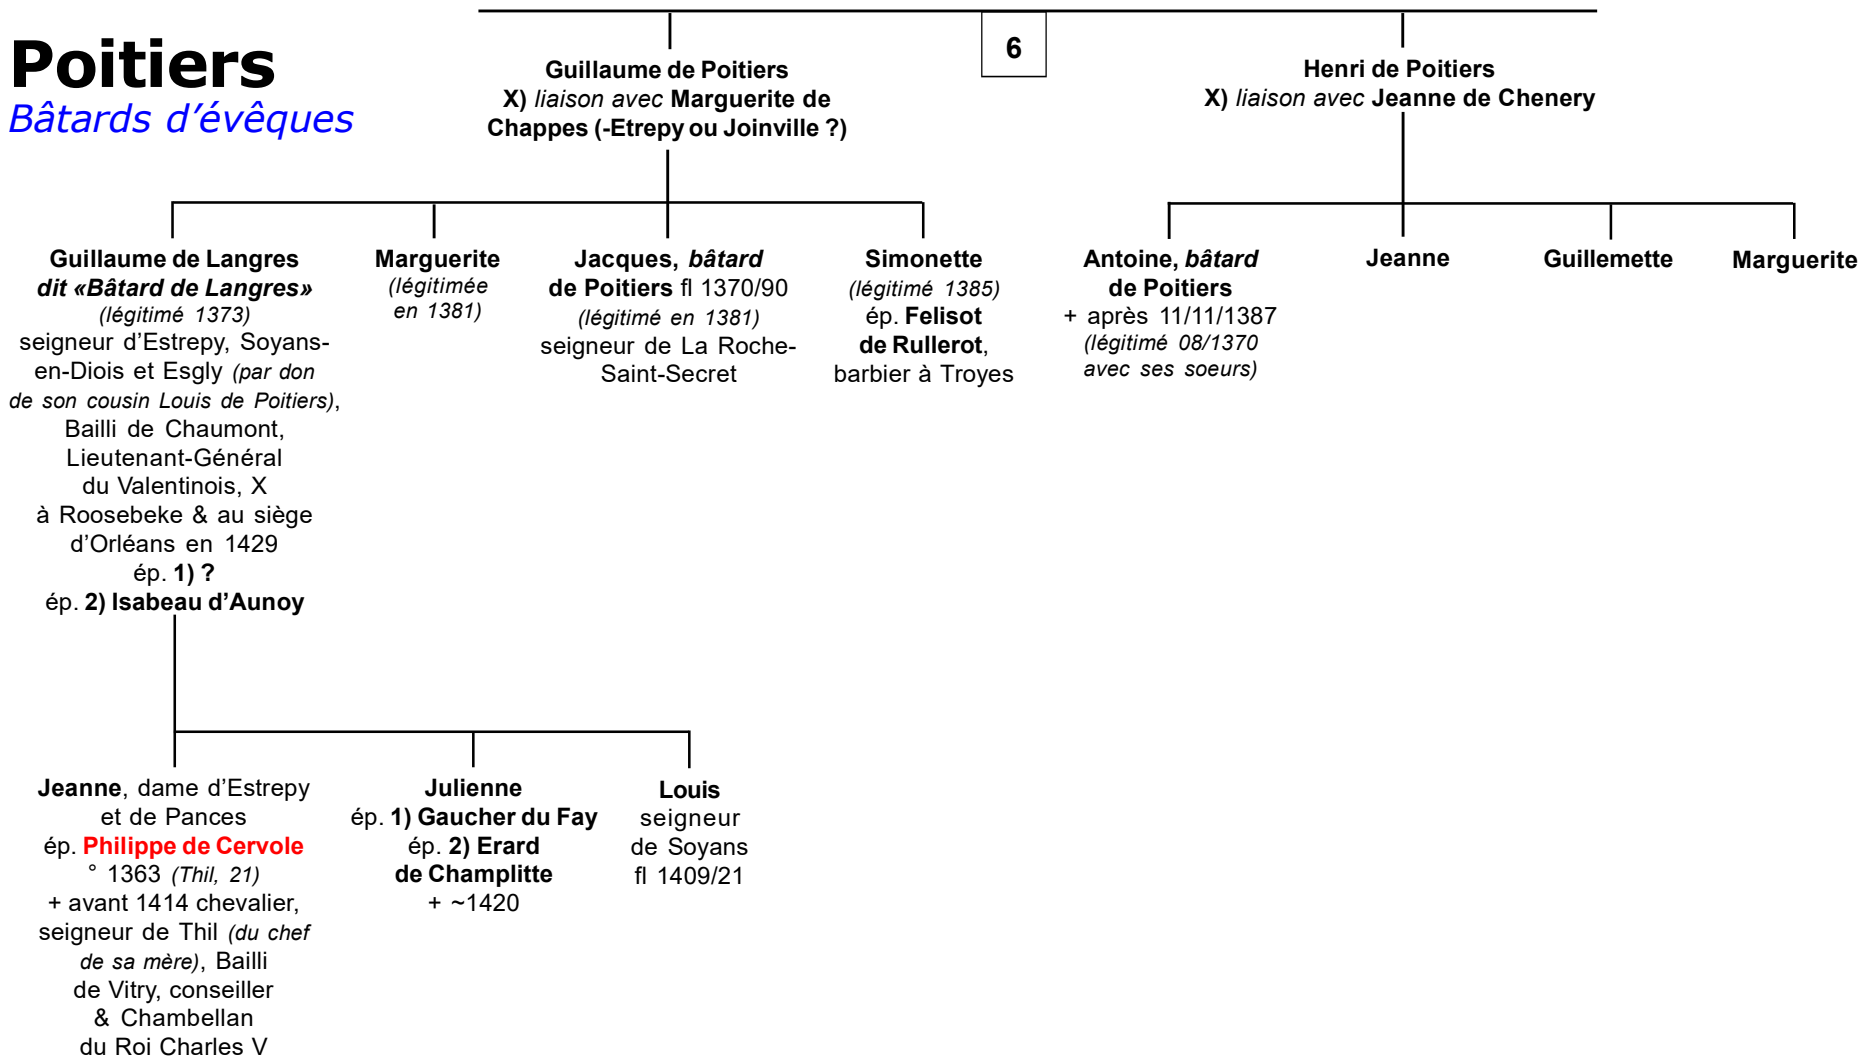 Poitiers
Bâtards d'évêques
6
Guillaume de Poitiers
X) liaison avec Marguerite de
Chappes (-Etrepy ou Joinville ?)
Henri de Poitiers
X) liaison avec Jeanne de Chenery
Guillaume de Langres
dit «Bâtard de Langres»
(légitimé 1373)
seigneur d'Estrepy, Soyans-
en-Diois et Esgly (par don
de son cousin Louis de Poitiers),
Bailli de Chaumont,
Lieutenant-Général
du Valentinois, X
à Roosebeke & au siège
d'Orléans en 1429
ép. 1) ?
ép. 2) Isabeau d'Aunoy
Marguerite
(légitimée
en 1381)
Jacques, bâtard
de Poitiers fl 1370/90
(légitimé en 1381)
seigneur de La Roche-
Saint-Secret
Simonette
(légitimé 1385)
ép. Felisot
de Rullerot,
barbier à Troyes
Antoine, bâtard
de Poitiers
+ après 11/11/1387
(légitimé 08/1370
avec ses soeurs)
Jeanne
Guillemette
Marguerite
Jeanne, dame d'Estrepy
et de Pances
ép. Philippe de Cervole
° 1363 (Thil, 21)
+ avant 1414 chevalier,
seigneur de Thil (du chef
de sa mère), Bailli
de Vitry, conseiller
& Chambellan
du Roi Charles V
Julienne
ép. 1) Gaucher du Fay
ép. 2) Erard
de Champlitte
+ ~1420
Louis
seigneur
de Soyans
fl 1409/21